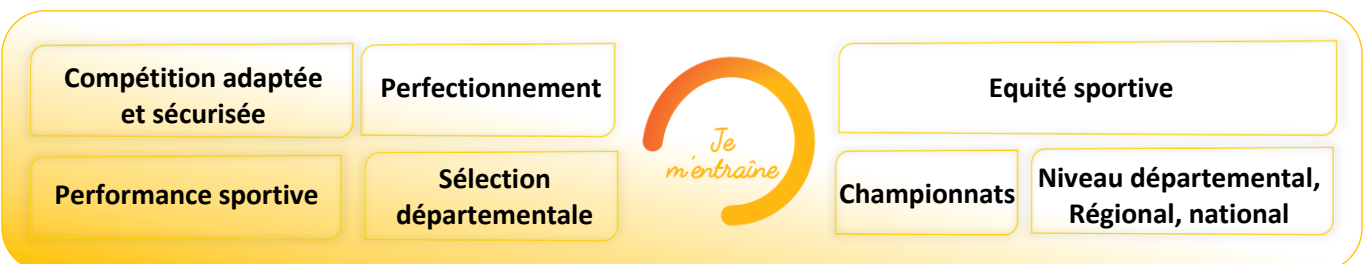 Compétition adaptée
et sécurisée
Perfectionnement
Performance sportive
Sélection
départementale
Je
m'entraîne
Equité sportive
Championnats
Niveau départemental,
Régional, national